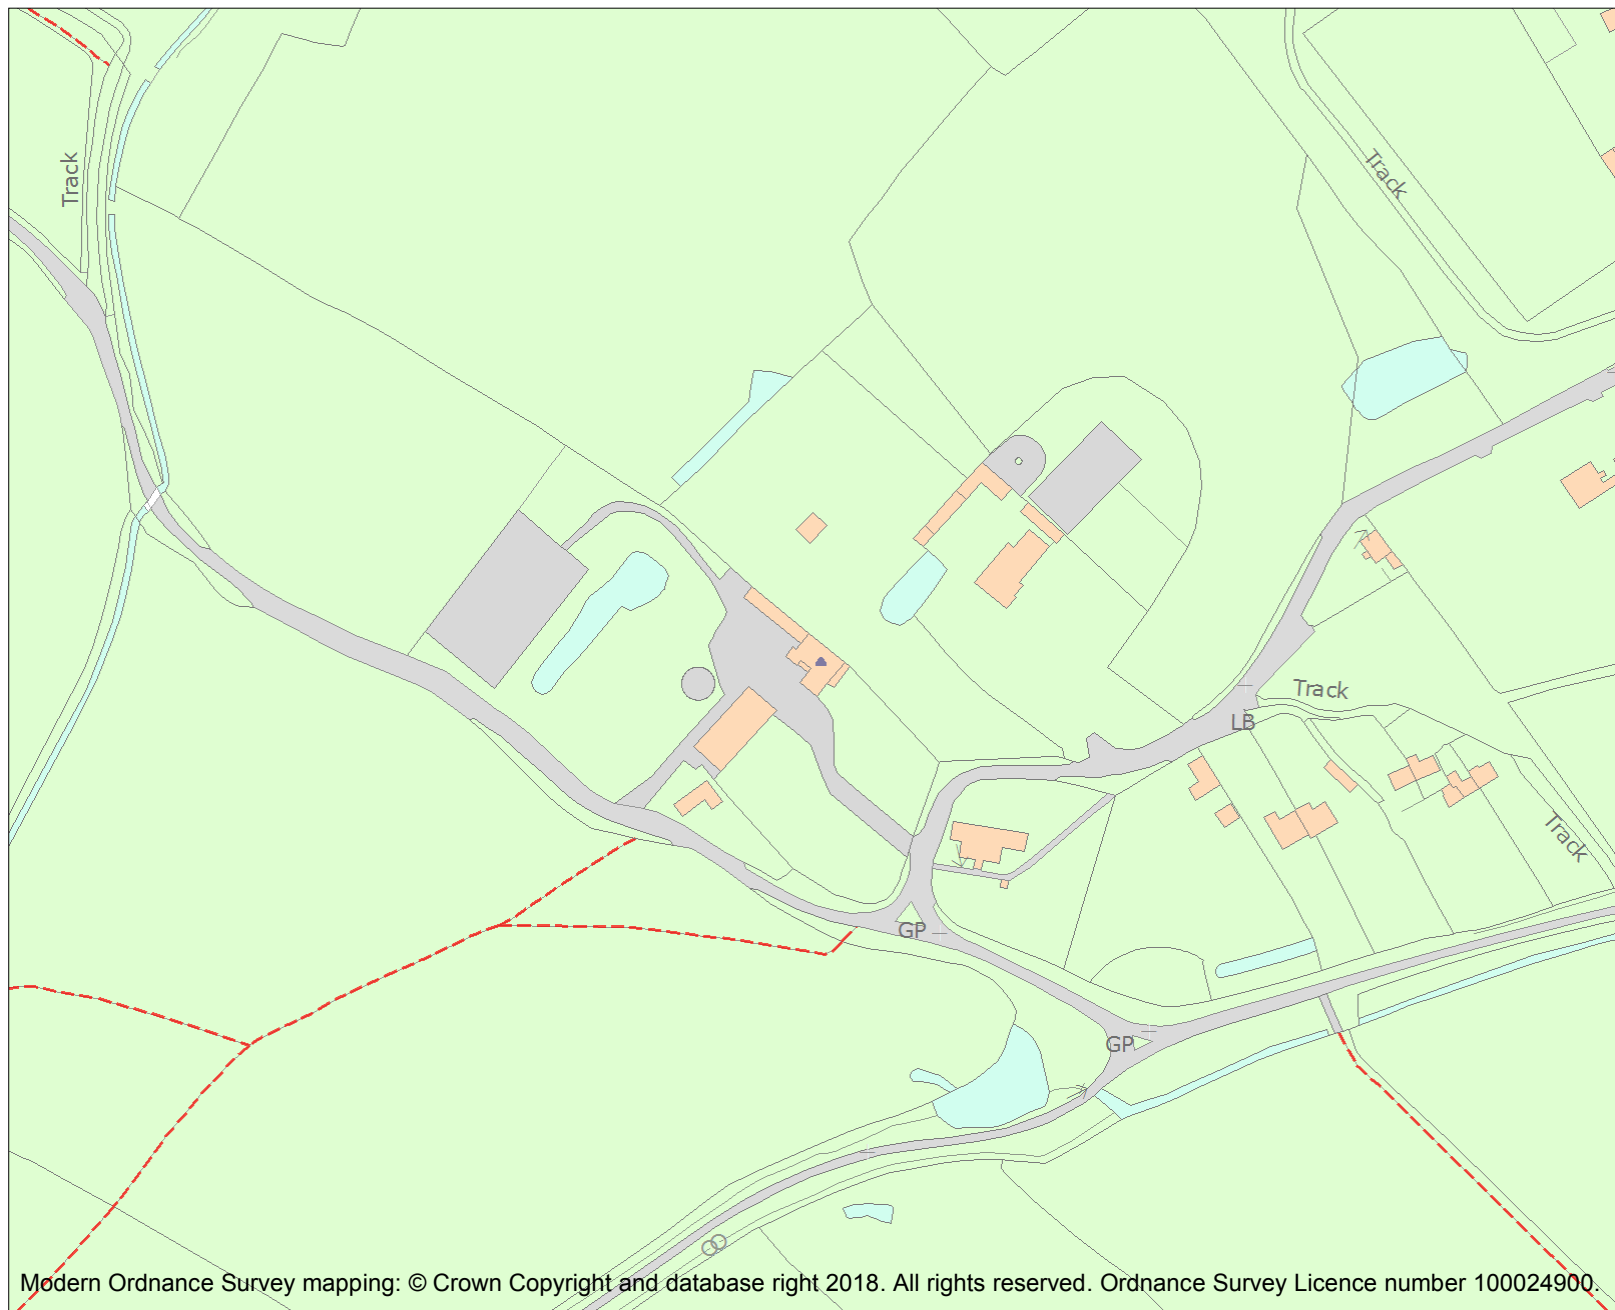 Track
Track
Track
LB
Track
GP
GP
Modern Ordnance Survey mapping: © Crown Copyright and database right 2018. All rights reserved. Ordnance Survey Licence number 100024900.